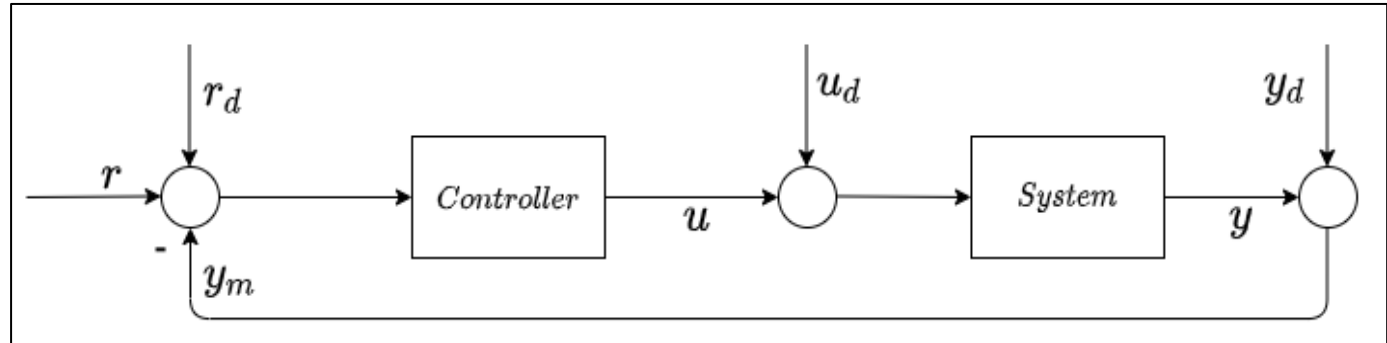 r_d
u_d
y_d
r
Controller
u
System
y
-
y_m